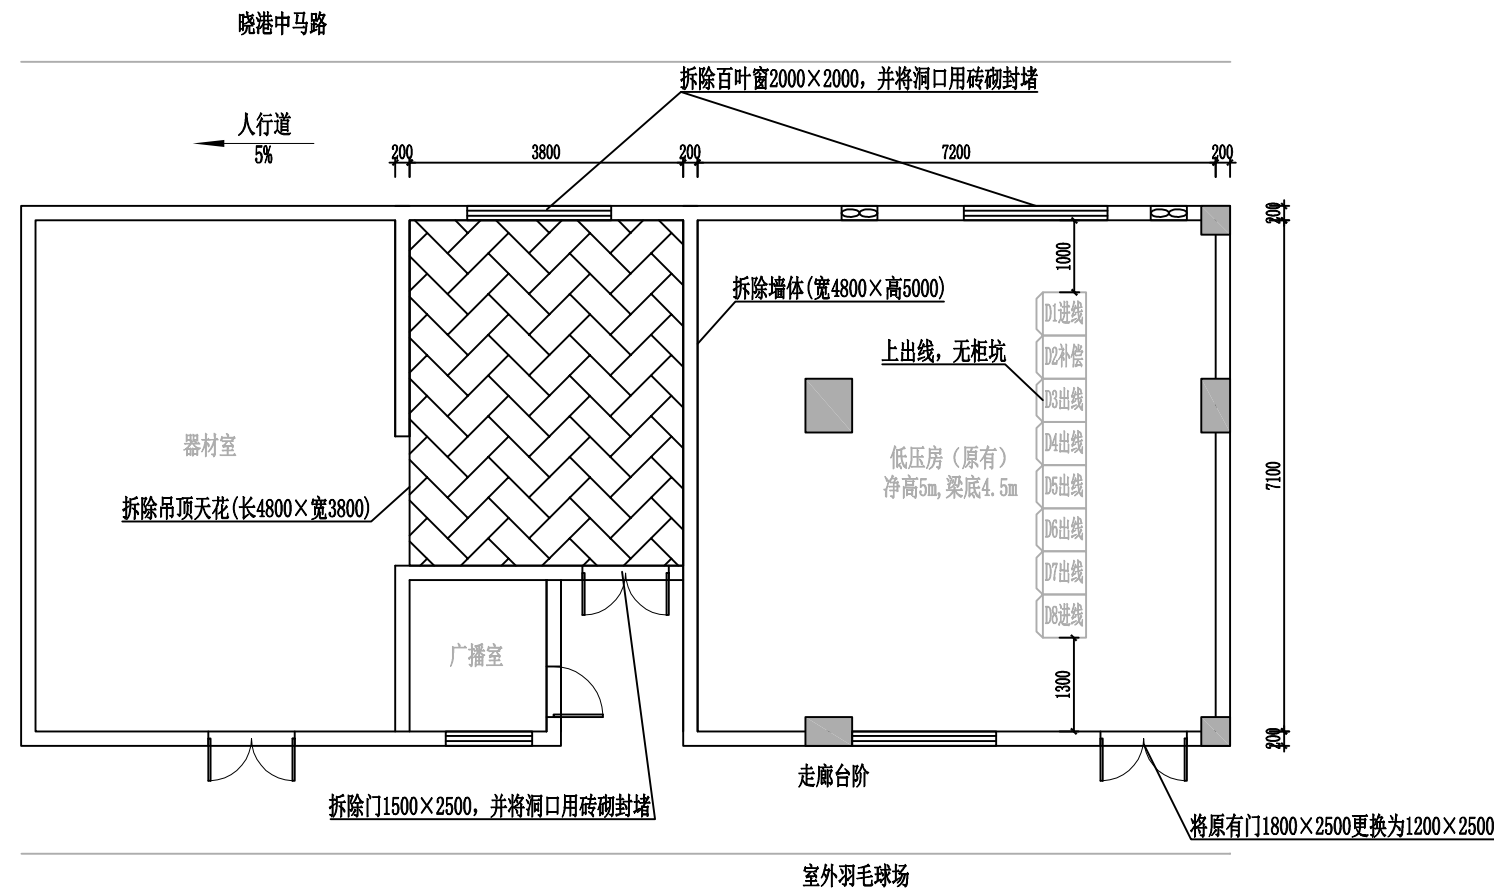 晓港中马路
拆除百叶窗2000×2000，并将洞口用砖砌封堵
人行道
5%
200
3800
200
7200
200
200
1000
拆除墙体(宽4800×高5000)
D1进线
上出线，无柜坑
D2补偿
D3出线
器材室
D4出线
低压房（原有）
净高5m,梁底4.5m
7100
D5出线
拆除吊顶天花(长4800×宽3800)
D6出线
D7出线
D8进线
广播室
1300
200
走廊台阶
拆除门1500×2500，并将洞口用砖砌封堵
将原有门1800×2500更换为1200×2500
室外羽毛球场